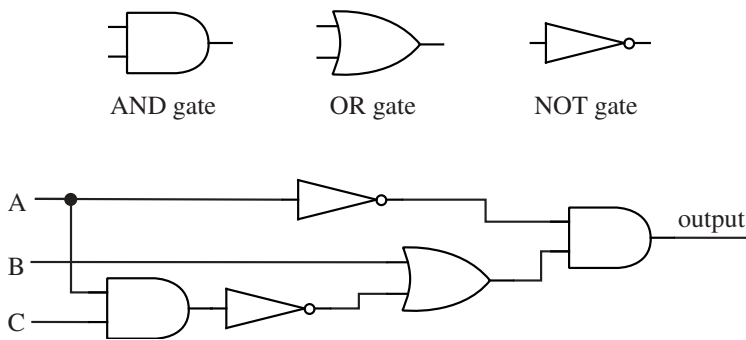 AND gate
OR gate
NOT gate
A
output
B
C